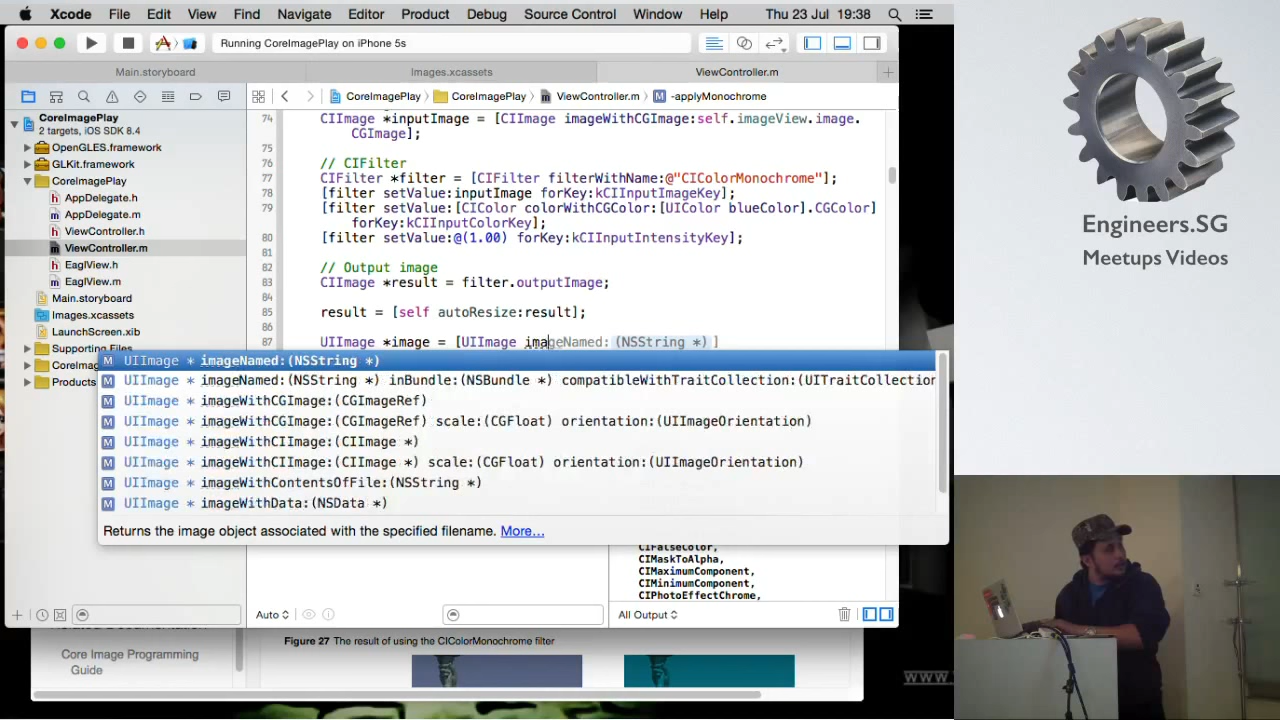 Xcode File Edit View Find Navigate Editor Product Debug Source Control Window Help Thu 23 Jul 19:38
Running CoreImagePlay on iPhone 5s
Main.storyboard Images.xcassets ViewController.m
CoreImagePlay CoreImagePlay ViewController.m M -applyMonochrome
CoreImagePlay
2 targets, iOS SDK 8.4
OpenGLES.framework
GLKit.framework
CoreImagePlay
AppDelegate.h
AppDelegate.m
ViewController.h
ViewController.m
EaglView.h
EaglView.m
Main.storyboard
Images.xcassets
LaunchScreen.xib
Supporting Files
CoreImag
Products
74 CIImage *inputImage = [CIImage imageWithCGImage:self.imageView.image.
CGImage];
75
76 // CIFilter
77 CIFilter *filter = [CIFilter filterWithName:@"CIColorMonochrome"];
78 [filter setValue:inputImage forKey:kCIInputImageKey];
79 [filter setValue:[CIColor colorWithCGColor:[UIColor blueColor].CGColor]
forKey:kCIInputColorKey];
80 [filter setValue:@(1.00) forKey:kCIInputIntensityKey];
81
82 // Output image
83 CIImage *result = filter.outputImage;
84
85 result = [self autoResize:result];
86
87 UIImage *image = [UIImage imageNamed:(NSString *)]
M UIImage * imageNamed:(NSString *)
M UIImage * imageNamed:(NSString *) inBundle:(NSBundle *) compatibleWithTraitCollection:(UITraitCollection
M UIImage * imageWithCGImage:(CGImageRef)
M UIImage * imageWithCGImage:(CGImageRef) scale:(CGFloat) orientation:(UIImageOrientation)
M UIImage * imageWithCIImage:(CIImage *)
M UIImage * imageWithCIImage:(CIImage *) scale:(CGFloat) orientation:(UIImageOrientation)
M UIImage * imageWithContentsOfFile:(NSString *)
M UIImage * imageWithData:(NSData *)
Returns the image object associated with the specified filename. More...
CIFalseColor,
CIMaskToAlpha,
CIMaximumComponent,
CIMinimumComponent,
CIPhotoEffectChrome,
Auto All Output
Core Image Programming
Guide
Figure 27 The result of using the CIColorMonochrome filter
www.
Engineers.SG
Meetups Videos